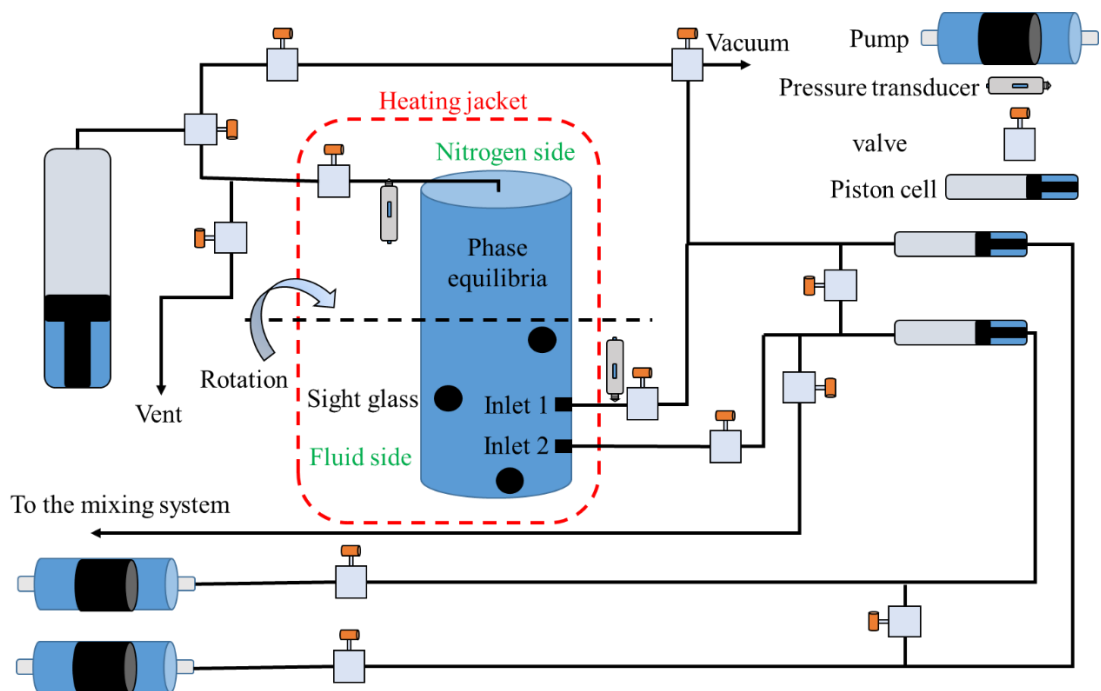 Vacuum
Pump
Pressure transducer
valve
Piston cell
Heating jacket
Nitrogen side
Phase
equilibria
Rotation
Sight glass
Inlet 1
Inlet 2
Vent
Fluid side
To the mixing system